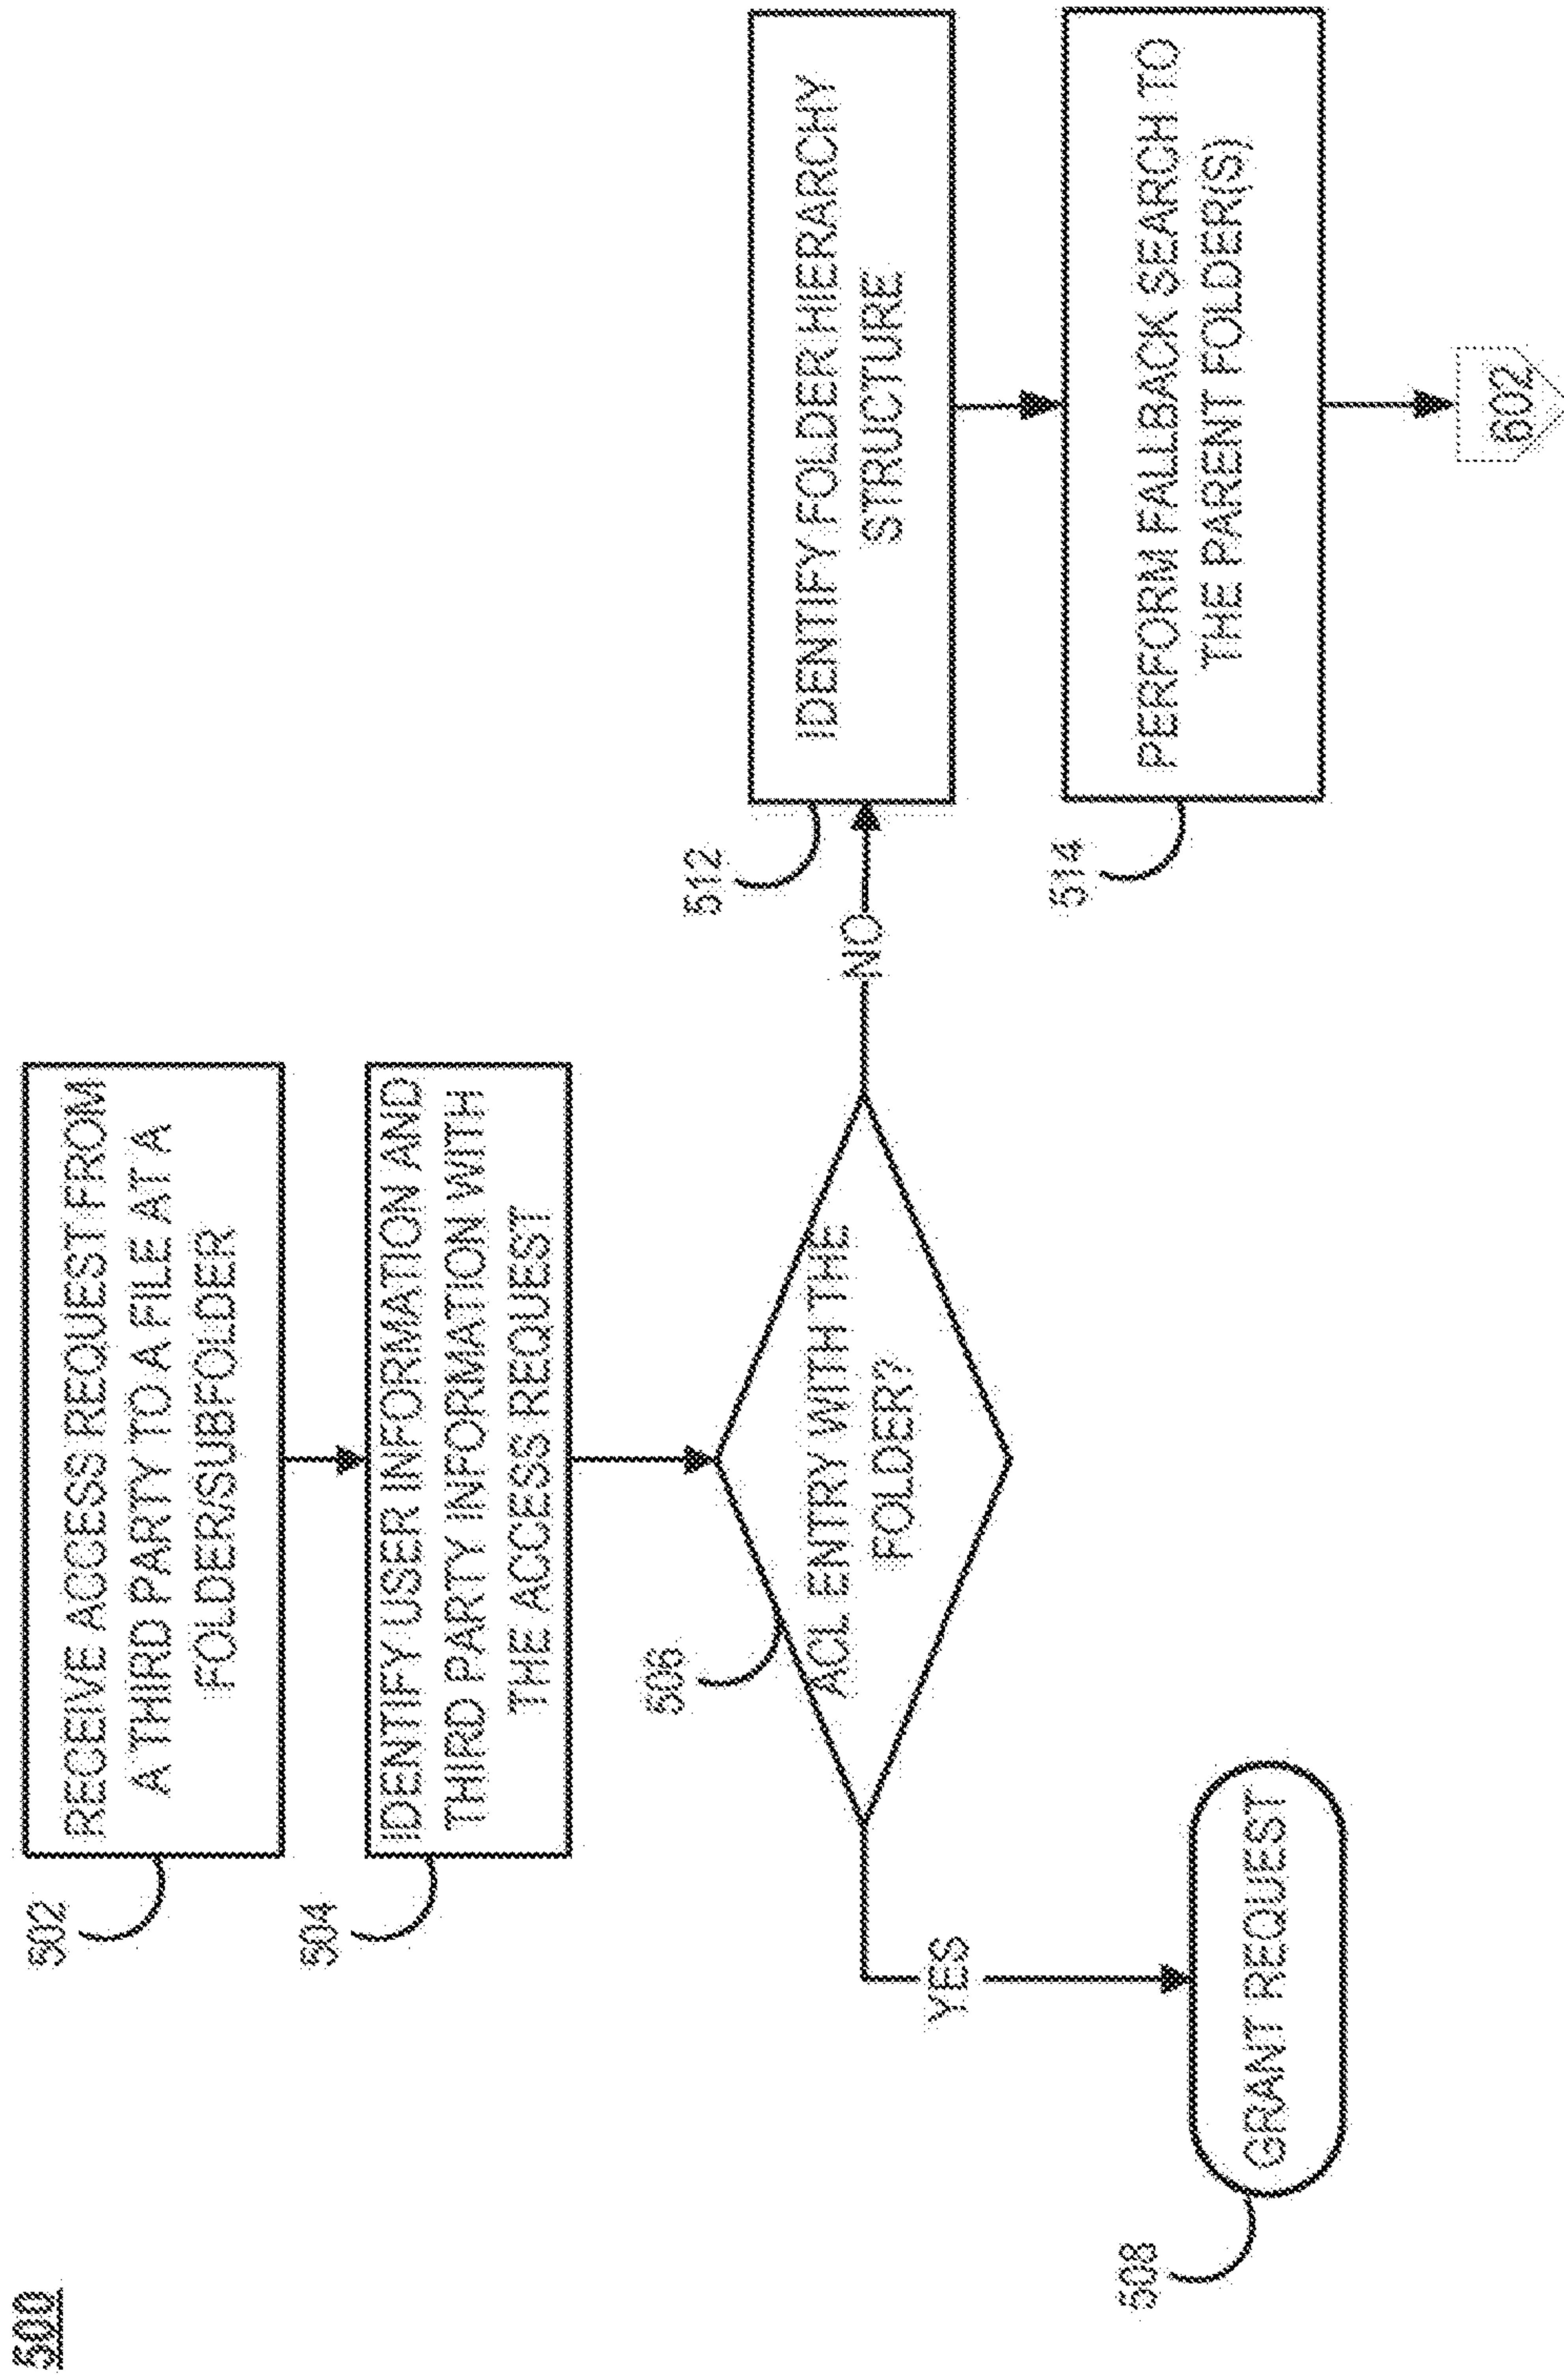 500
502
RECEIVE ACCESS REQUEST FROM
A THIRD PARTY TO A FILE AT A
FOLDER/SUBFOLDER
504
IDENTIFY USER INFORMATION AND
THIRD PARTY INFORMATION WITH
THE ACCESS REQUEST
506
ACL ENTRY WITH THE
FOLDER?
YES
NO
508
GRANT REQUEST
512
IDENTIFY FOLDER HIERARCHY
STRUCTURE
514
PERFORM FALLBACK SEARCH TO
THE PARENT FOLDER(S)
602